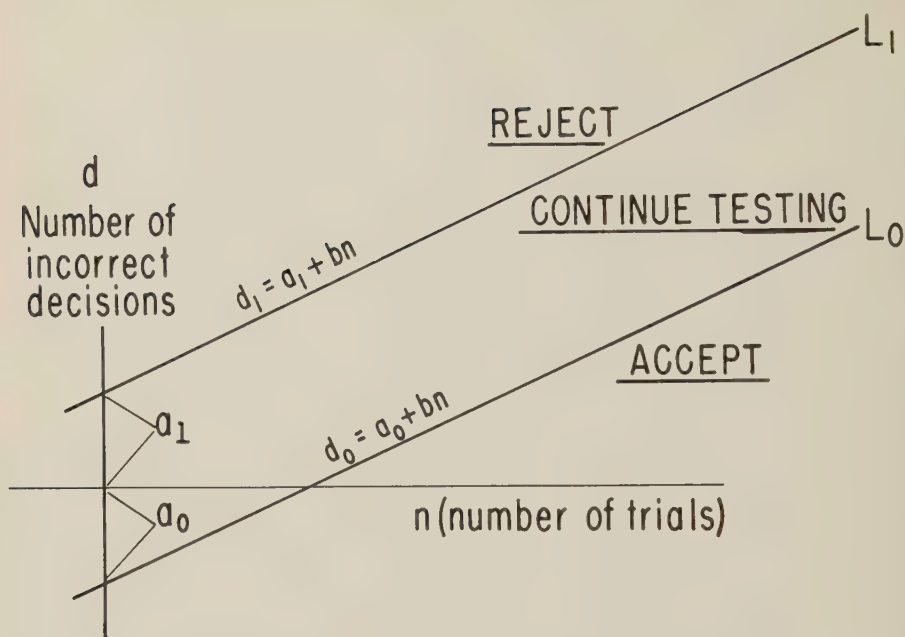 L₁
REJECT
d
Number of
incorrect
decisions
CONTINUE TESTING
L₀
d₁ = a₁ + bn
ACCEPT
d₀ = a₀ + bn
a₁
a₀
n (number of trials)